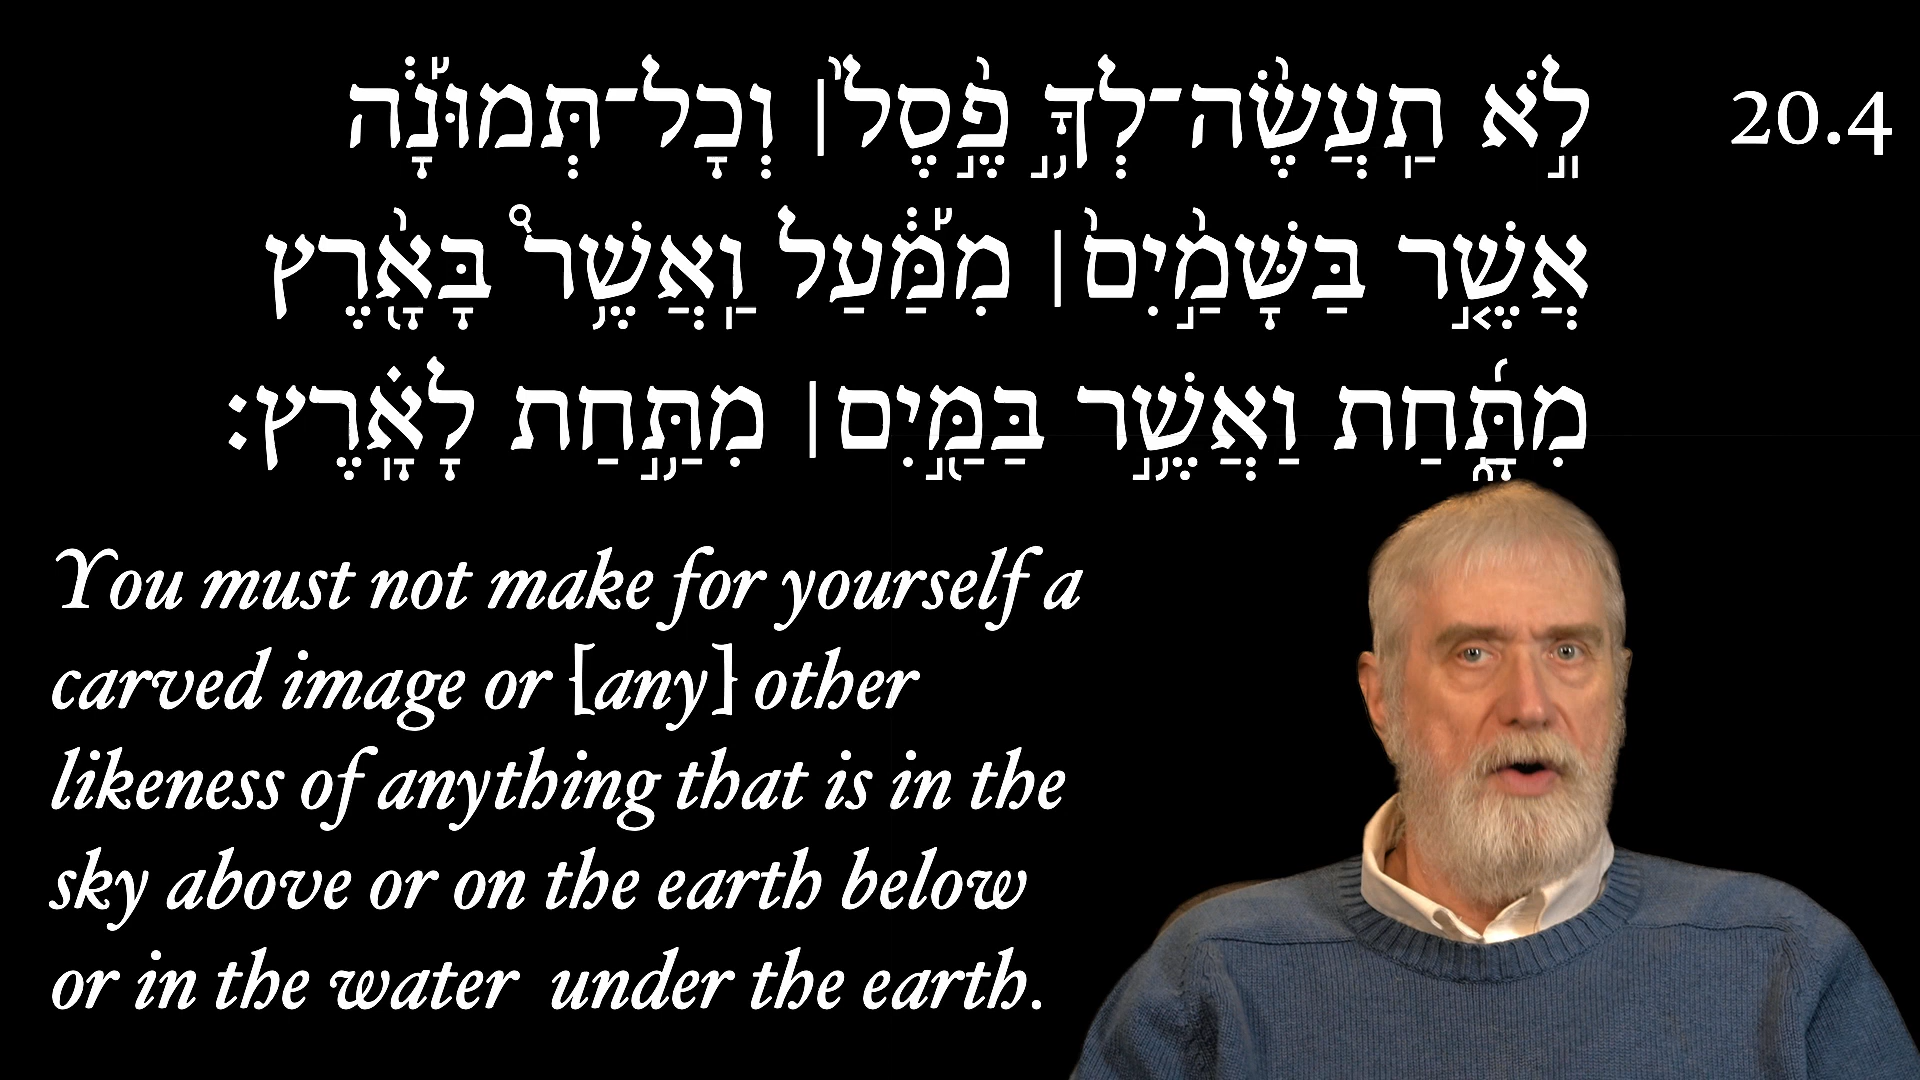 לֹ֣א תַֽעֲשֶׂ֨ה־לְךָ֥֣ פֶ֣֙סֶל֙׀ וְכָל־תְּמוּנָ֡֔ה 20.4
אֲשֶׁ֤֣ר בַּשָּׁמַ֣֨יִם֙׀ מִמַּ֡֔עַל וַֽאֲשֶׁ֥ר֩ בָּאָ֖֨רֶץ
מִתָּ֑֜חַת וַאֲשֶׁ֥֣ר בַּמַּ֖֣יִם׀ מִתַּ֥֣חַת לָאָֽ֗רֶץ׃
You must not make for yourself a
carved image or [any] other
likeness of anything that is in the
sky above or on the earth below
or in the water under the earth.